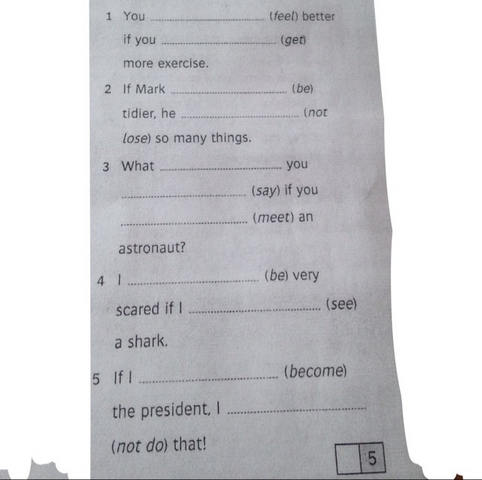 1 You ........................ (feel) better
if you ........................ (get)
more exercise.
2 If Mark ........................ (be)
tidier, he ........................ (not
lose) so many things.
3 What ........................ you
........................ (say) if you
........................ (meet) an
astronaut?
4 I ........................ (be) very
scared if I ........................ (see)
a shark.
5 If I ........................ (become)
the president, I ........................
(not do) that!
5